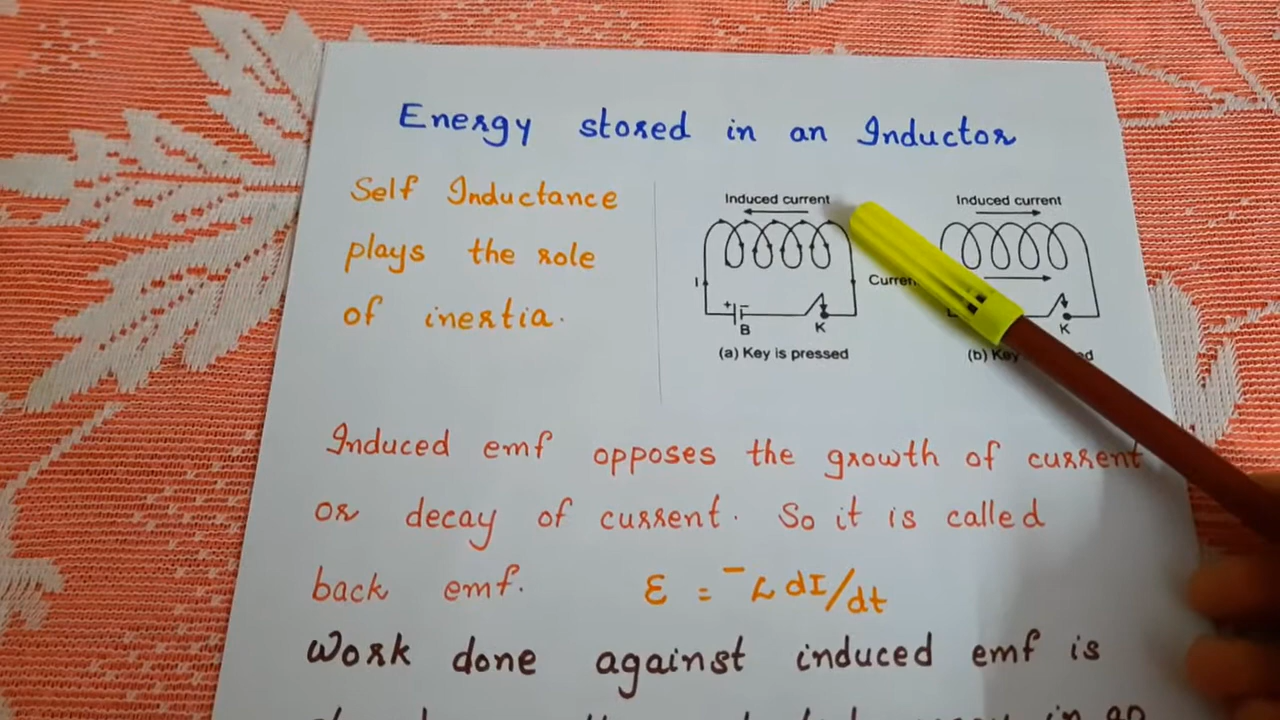 Energy stored in an Inductor
Self Inductance
plays the role
of inertia.
Induced current
I
+
B
K
(a) Key is pressed
Induced current
K
(b)
Induced emf opposes the growth of current
or decay of current. So it is called
back emf. ε = -L dI/dt
Work done against induced emf is
in an